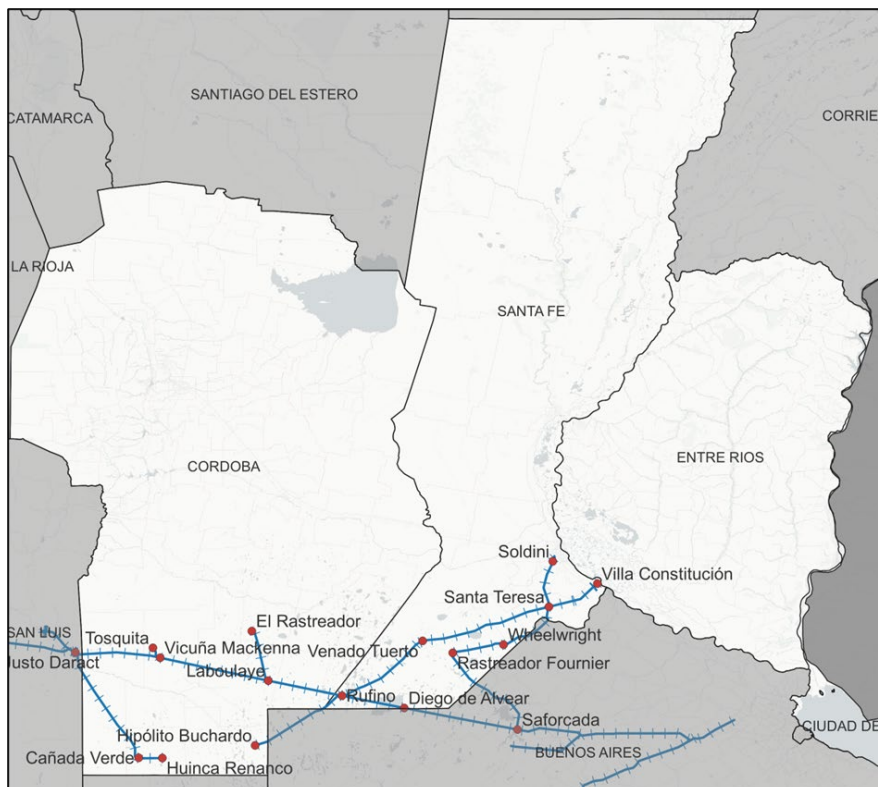 SANTIAGO DEL ESTERO
CATAMARCA
CORRIE
LA RIOJA
SANTA FE
CORDOBA
ENTRE RIOS
Soldini
Villa Constitución
Santa Teresa
El Rastreador
SAN LUIS
Tosquita
Wheelwright
Vicuña Mackenna
Venado Tuerto
Justo Daract
Rastreador Fournier
Laboulaye
Rufino
Diego de Alvear
Saforcada
CIUDAD DE
Hipólito Buchardo
BUENOS AIRES
Cañada Verde
Huinca Renanco